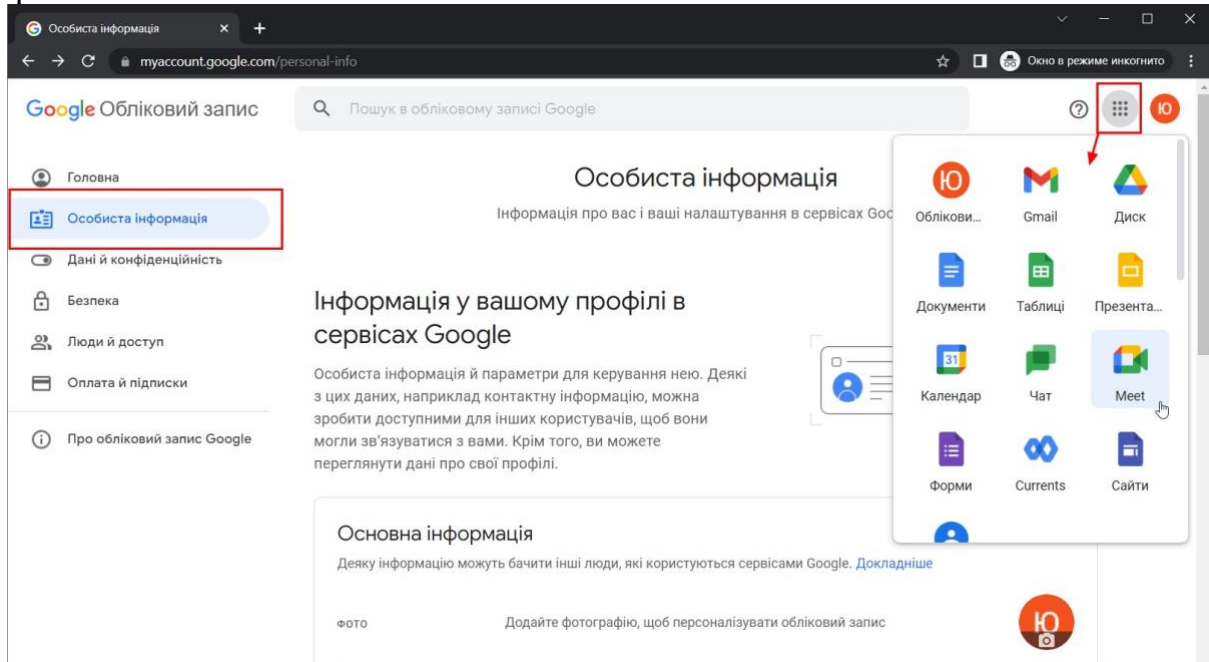 Особиста інформація
myaccount.google.com/personal-info
Окно в режиме инкогнито
Google Обліковий запис
Пошук в обліковому записі Google
Ю
Головна
Особиста інформація
Дані й конфіденційність
Безпека
Люди й доступ
Оплата й підписки
Про обліковий запис Google
Особиста інформація
Інформація про вас і ваші налаштування в сервісах Goo
Інформація у вашому профілі в
сервісах Google
Особиста інформація й параметри для керування нею. Деякі
з цих даних, наприклад контактну інформацію, можна
зробити доступними для інших користувачів, щоб вони
могли зв'язуватися з вами. Крім того, ви можете
переглянути дані про свої профілі.
Основна інформація
Деяку інформацію можуть бачити інші люди, які користуються сервісами Google. Докладніше
ФОТО
Додайте фотографію, щоб персоналізувати обліковий запис
Ю
Ю
Обліков​и... Gmail Диск
Документи Таблиці Презента...
31
Календар Чат Meet
Форми Currents Сайти